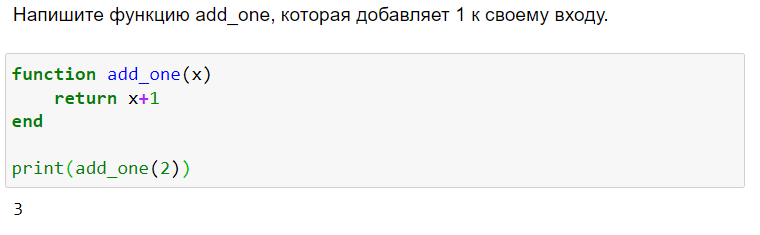 Напишите функцию add_one, которая добавляет 1 к своему входу.
function add_one(x)
    return x+1
end
print(add_one(2))
3